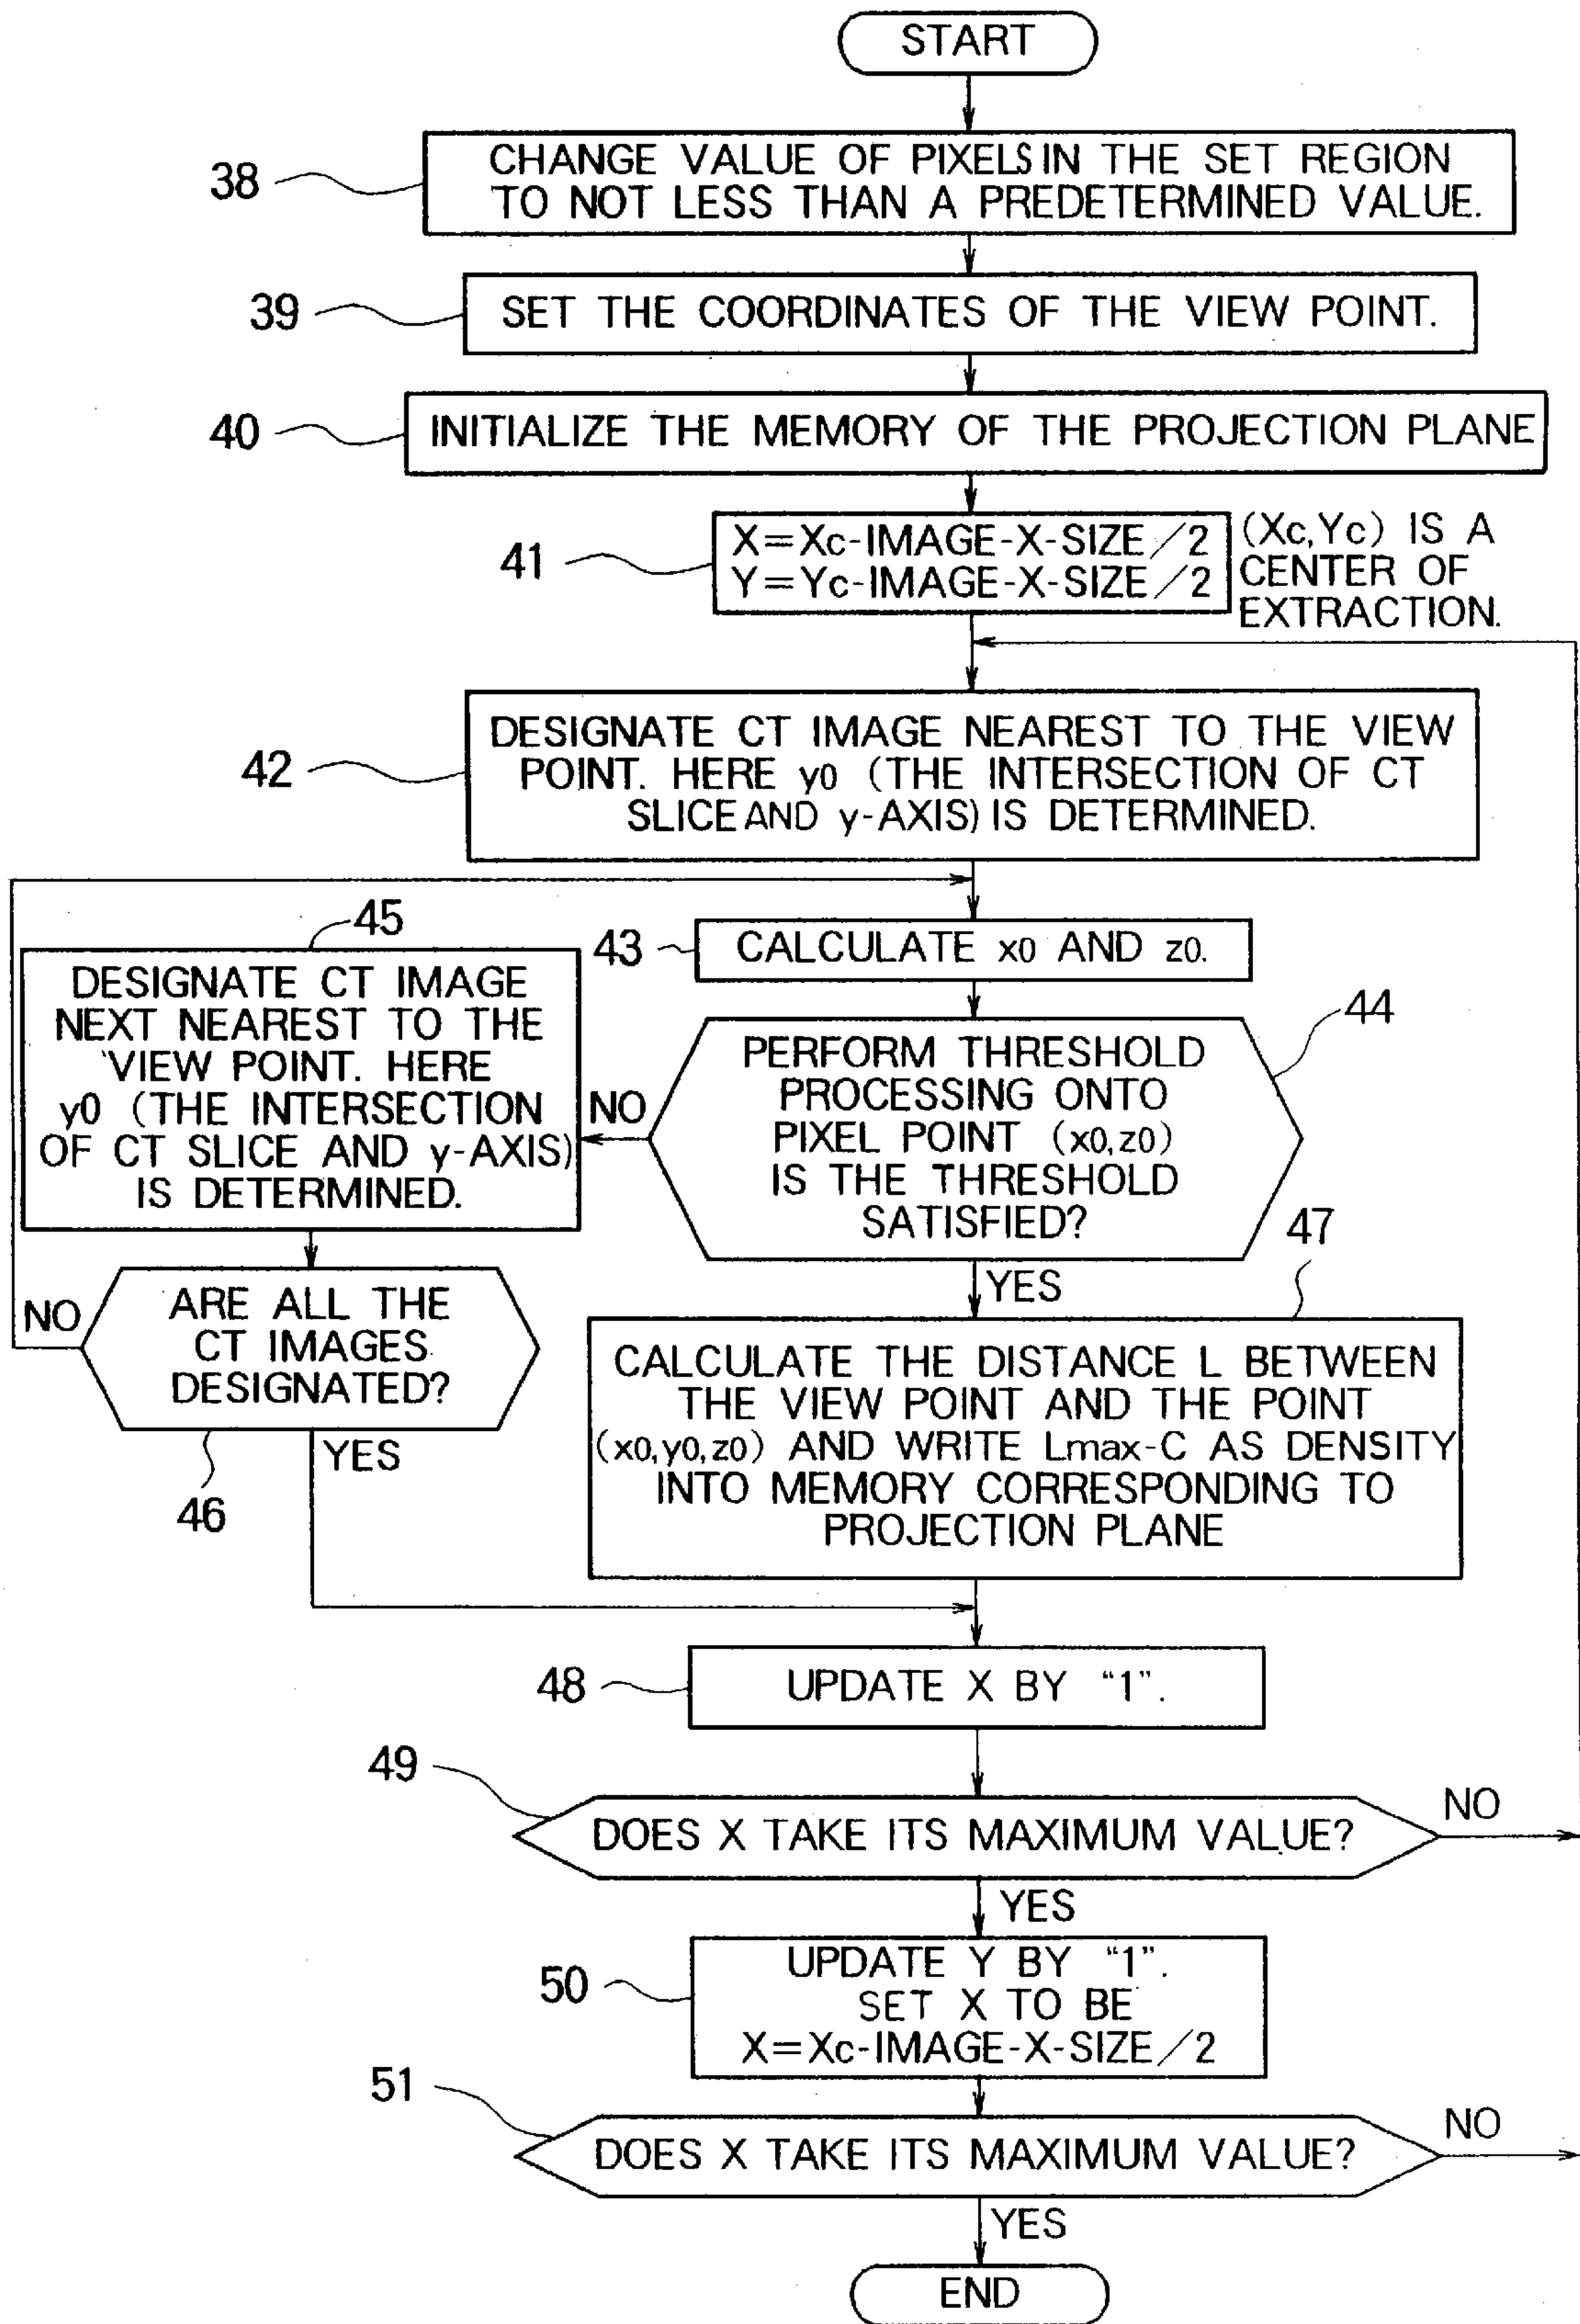 START
38
CHANGE VALUE OF PIXELS IN THE SET REGION
TO NOT LESS THAN A PREDETERMINED VALUE.
39
SET THE COORDINATES OF THE VIEW POINT.
40
INITIALIZE THE MEMORY OF THE PROJECTION PLANE
41
X=Xc-IMAGE-X-SIZE/2
Y=Yc-IMAGE-X-SIZE/2
(Xc,Yc) IS A
CENTER OF
EXTRACTION.
42
DESIGNATE CT IMAGE NEAREST TO THE VIEW
POINT. HERE y0 (THE INTERSECTION OF CT
SLICE AND y-AXIS) IS DETERMINED.
43
CALCULATE x0 AND z0.
44
PERFORM THRESHOLD
PROCESSING ONTO
PIXEL POINT (x0,z0)
IS THE THRESHOLD
SATISFIED?
NO
YES
45
DESIGNATE CT IMAGE
NEXT NEAREST TO THE
VIEW POINT. HERE
y0 (THE INTERSECTION
OF CT SLICE AND y-AXIS)
IS DETERMINED.
46
ARE ALL THE
CT IMAGES
DESIGNATED?
NO
YES
47
CALCULATE THE DISTANCE L BETWEEN
THE VIEW POINT AND THE POINT
(x0,y0,z0) AND WRITE Lmax-C AS DENSITY
INTO MEMORY CORRESPONDING TO
PROJECTION PLANE
48
UPDATE X BY "1".
49
DOES X TAKE ITS MAXIMUM VALUE?
NO
YES
50
UPDATE Y BY "1".
SET X TO BE
X=Xc-IMAGE-X-SIZE/2
51
DOES X TAKE ITS MAXIMUM VALUE?
NO
YES
END